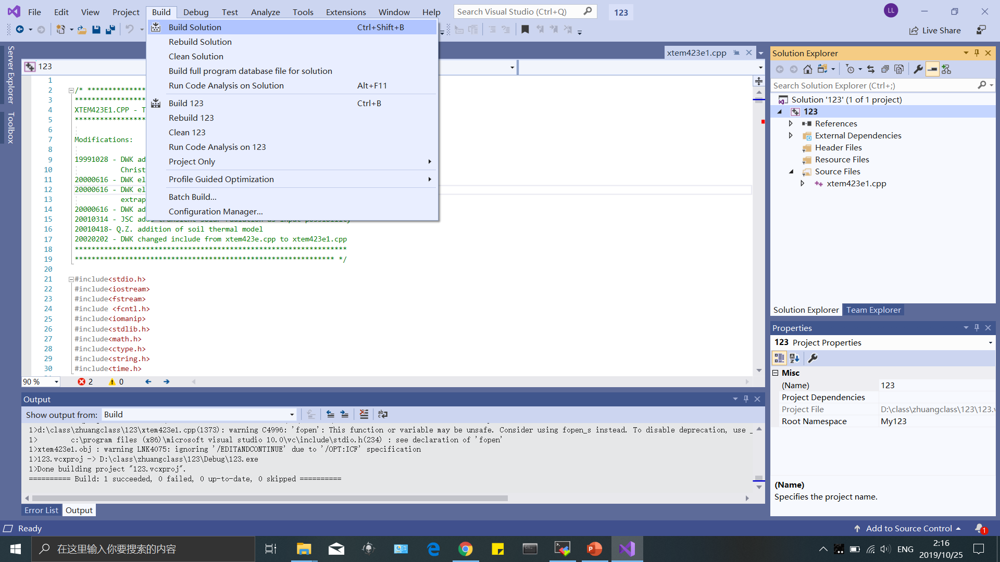 File Edit View Project Build Debug Test Analyze Tools Extensions Window Help Search Visual Studio (Ctrl+Q) 123 LL
Live Share
Build Solution Ctrl+Shift+B
Rebuild Solution
Clean Solution
Build full program database file for solution
Run Code Analysis on Solution Alt+F11
Build 123 Ctrl+B
Rebuild 123
Clean 123
Run Code Analysis on 123
Project Only
Profile Guided Optimization
Batch Build...
Configuration Manager...
Server Explorer
Toolbox
xtem423e1.cpp
123
1
2 /* *****************
3 *****************
4 XTEM423E1.CPP - T
5 *****************
6
7 Modifications:
8
9 19991028 - DWK ad
10 Christ
11 20000616 - DWK el
12 20000616 - DWK el
13 extrap
14 20000616 - DWK ad
15 20010314 - JSC adds transient solar radiation as input possibility
16 20010418- Q.Z. addition of soil thermal model
17 20020202 - DWK changed include from xtem423e.cpp to xtem423e1.cpp
18 *****************************************************************
19 ************************************************************** */
20
21 #include<stdio.h>
22 #include<iostream>
23 #include<fstream>
24 #include <fcntl.h>
25 #include<iomanip>
26 #include<stdlib.h>
27 #include<math.h>
28 #include<ctype.h>
29 #include<string.h>
30 #include<time.h>
90 % 2 0
Output
Show output from: Build
1>d:\class\zhuangclass\123\xtem423e1.cpp(1373): warning C4996: 'fopen': This function or variable may be unsafe. Consider using fopen_s instead. To disable deprecation, use _
1> c:\program files (x86)\microsoft visual studio 10.0\vc\include\stdio.h(234) : see declaration of 'fopen'
1>xtem423e1.obj : warning LNK4075: ignoring '/EDITANDCONTINUE' due to '/OPT:ICF' specification
1>123.vcxproj -> D:\class\zhuangclass\123\Debug\123.exe
1>Done building project "123.vcxproj".
========== Build: 1 succeeded, 0 failed, 0 up-to-date, 0 skipped ==========
Error List Output
Solution Explorer
Search Solution Explorer (Ctrl+;)
Solution '123' (1 of 1 project)
123
References
External Dependencies
Header Files
Resource Files
Source Files
xtem423e1.cpp
Solution Explorer Team Explorer
Properties
123 Project Properties
Misc
(Name) 123
Project Dependencies
Project File D:\class\zhuangclass\123\123.v
Root Namespace My123
(Name)
Specifies the project name.
Ready Add to Source Control 1
在这里输入你要搜索的内容
ENG
2:16
2019/10/25